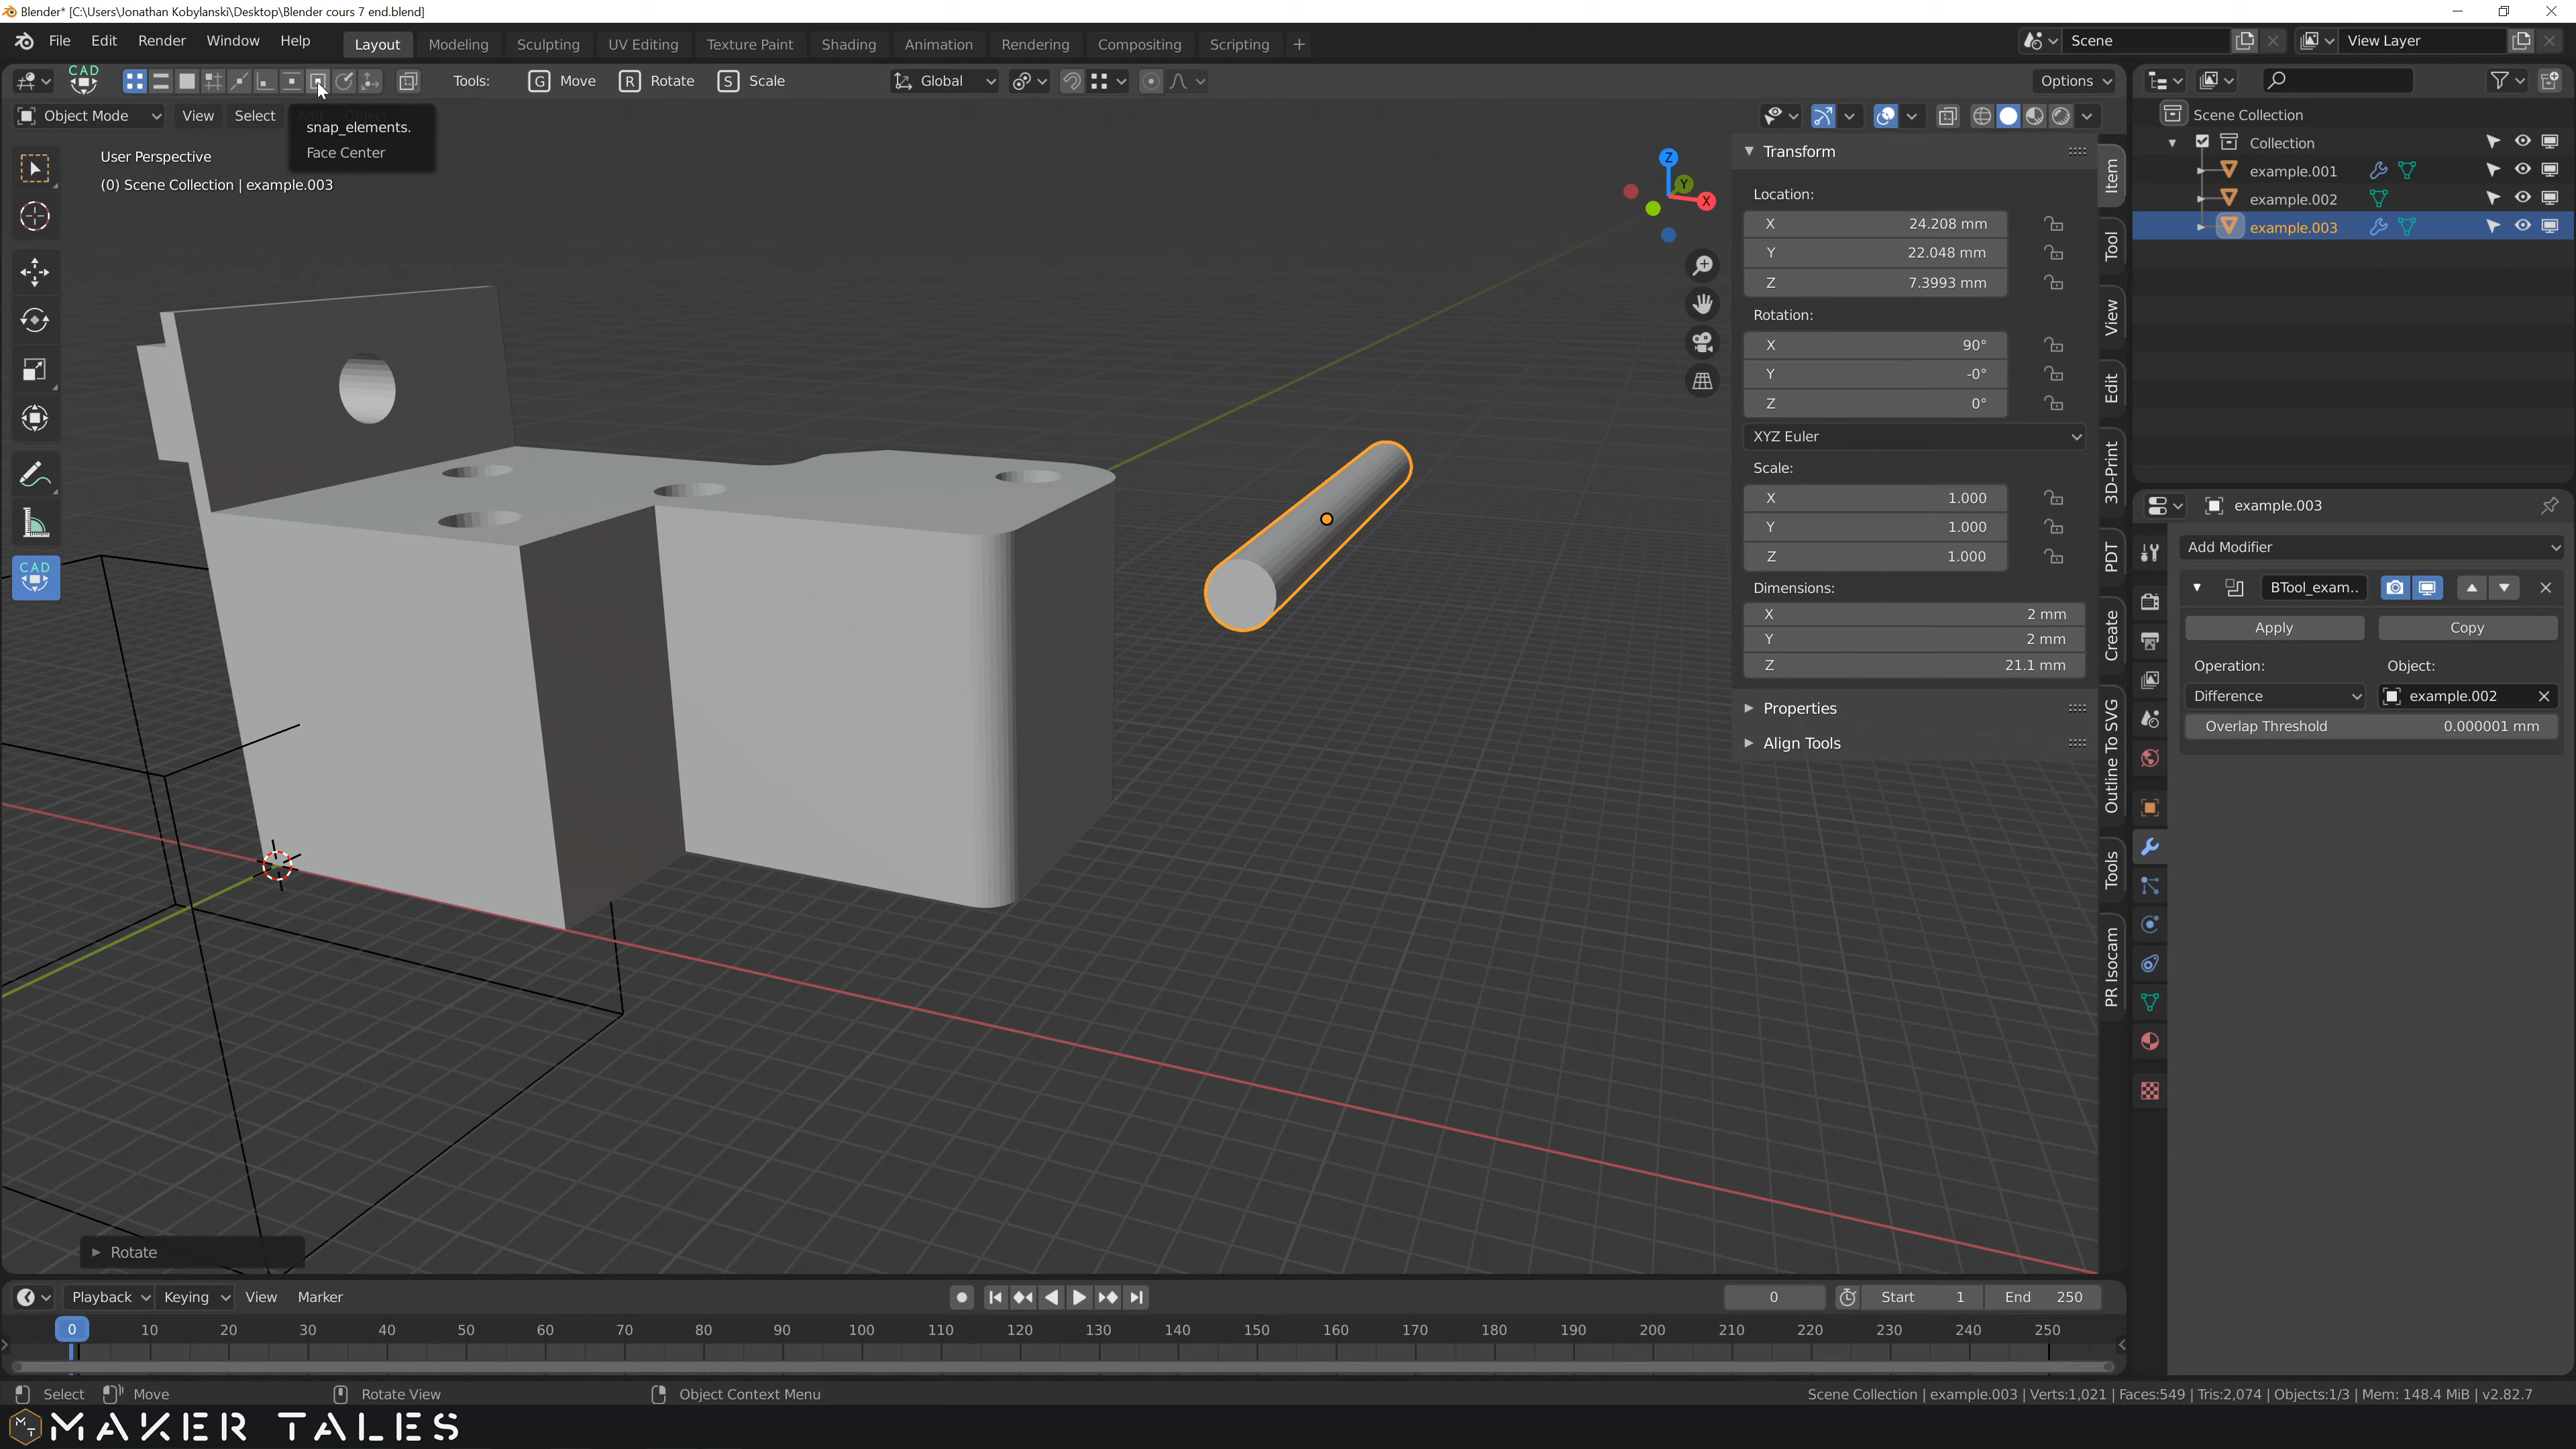 Blender* [C:\Users\Jonathan Kobylanski\Desktop\Blender cours 7 end.blend]
File Edit Render Window Help
Layout Modeling Sculpting UV Editing Texture Paint Shading Animation Rendering Compositing Scripting +
Scene
View Layer
CAD
Tools: G Move R Rotate S Scale
Global
Options
Object Mode View Select
snap_elements.
Face Center
User Perspective
(0) Scene Collection | example.003
CAD
Z
Y
X
Transform
Location:
X 24.208 mm
Y 22.048 mm
Z 7.3993 mm
Rotation:
X 90°
Y -0°
Z 0°
XYZ Euler
Scale:
X 1.000
Y 1.000
Z 1.000
Dimensions:
X 2 mm
Y 2 mm
Z 21.1 mm
Properties
Align Tools
Item
Tool
View
Edit
3D-Print
PDT
Create
Outline To SVG
Tools
PR Isocam
Scene Collection
Collection
example.001
example.002
example.003
example.003
Add Modifier
BTool_exam..
Apply Copy
Operation: Object:
Difference example.002
Overlap Threshold 0.000001 mm
Rotate
Playback Keying View Marker
0 Start 1 End 250
0 10 20 30 40 50 60 70 80 90 100 110 120 130 140 150 160 170 180 190 200 210 220 230 240 250
Select Move Rotate View Object Context Menu
Scene Collection | example.003 | Verts:1,021 | Faces:549 | Tris:2,074 | Objects:1/3 | Mem: 148.4 MiB | v2.82.7
MAKER TALES